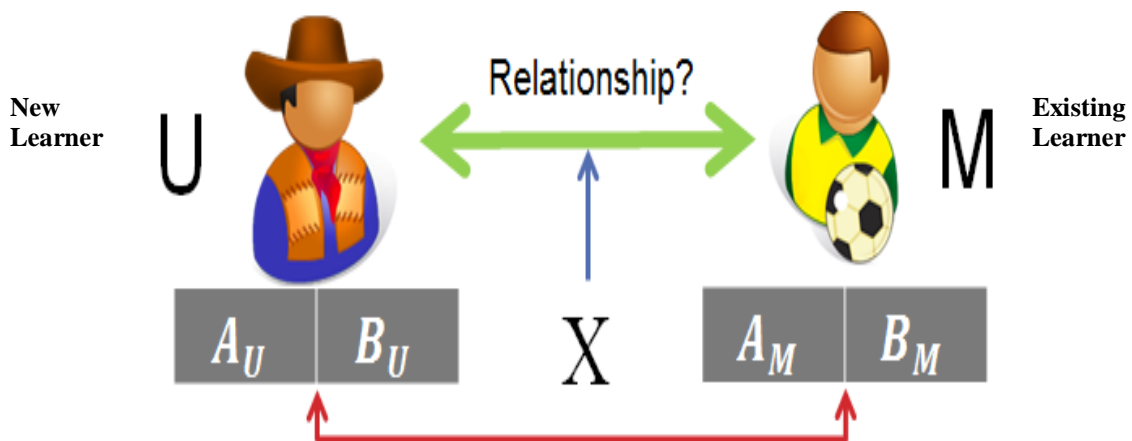 Relationship?
New
Learner
U
M
Existing
Learner
A_U B_U
X
A_M B_M